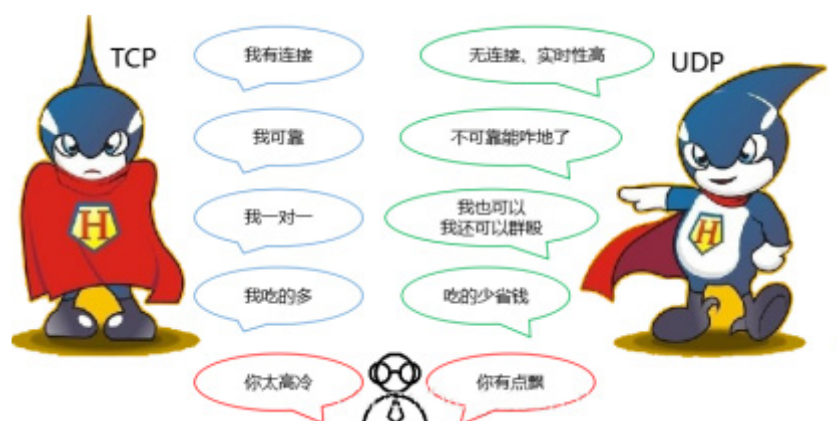 TCP
我有连接
无连接、实时性高
UDP
我可靠
不可靠能咋地了
我一对一
我也可以
我还可以群殴
我吃的多
吃的少省钱
你太高冷
你有点飘
H
H